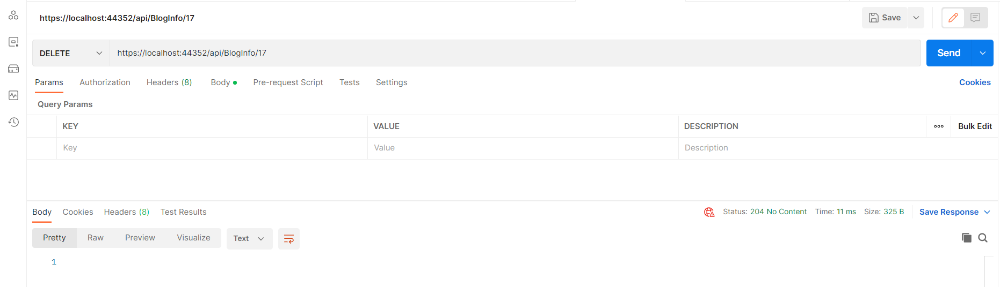 https://localhost:44352/api/BlogInfo/17
Save
DELETE
https://localhost:44352/api/BlogInfo/17
Send
Params Authorization Headers (8) Body Pre-request Script Tests Settings Cookies
Query Params
KEY VALUE DESCRIPTION ooo Bulk Edit
Key Value Description
Body Cookies Headers (8) Test Results Status: 204 No Content Time: 11 ms Size: 325 B Save Response
Pretty Raw Preview Visualize Text
1